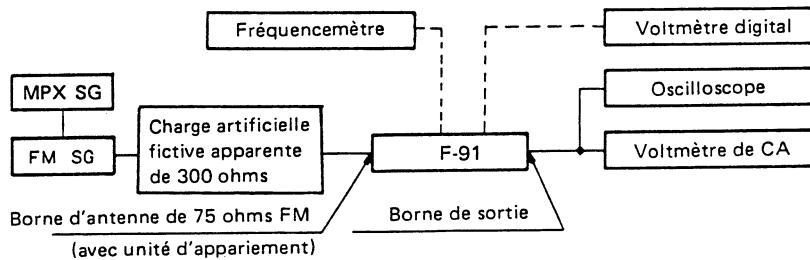 Fréquencemètre
Voltmètre digital
MPX SG
Oscilloscope
Charge artificielle
fictive apparente
de 300 ohms
FM SG
F-91
Voltmètre de CA
Borne d'antenne de 75 ohms FM
(avec unité d'appariement)
Borne de sortie